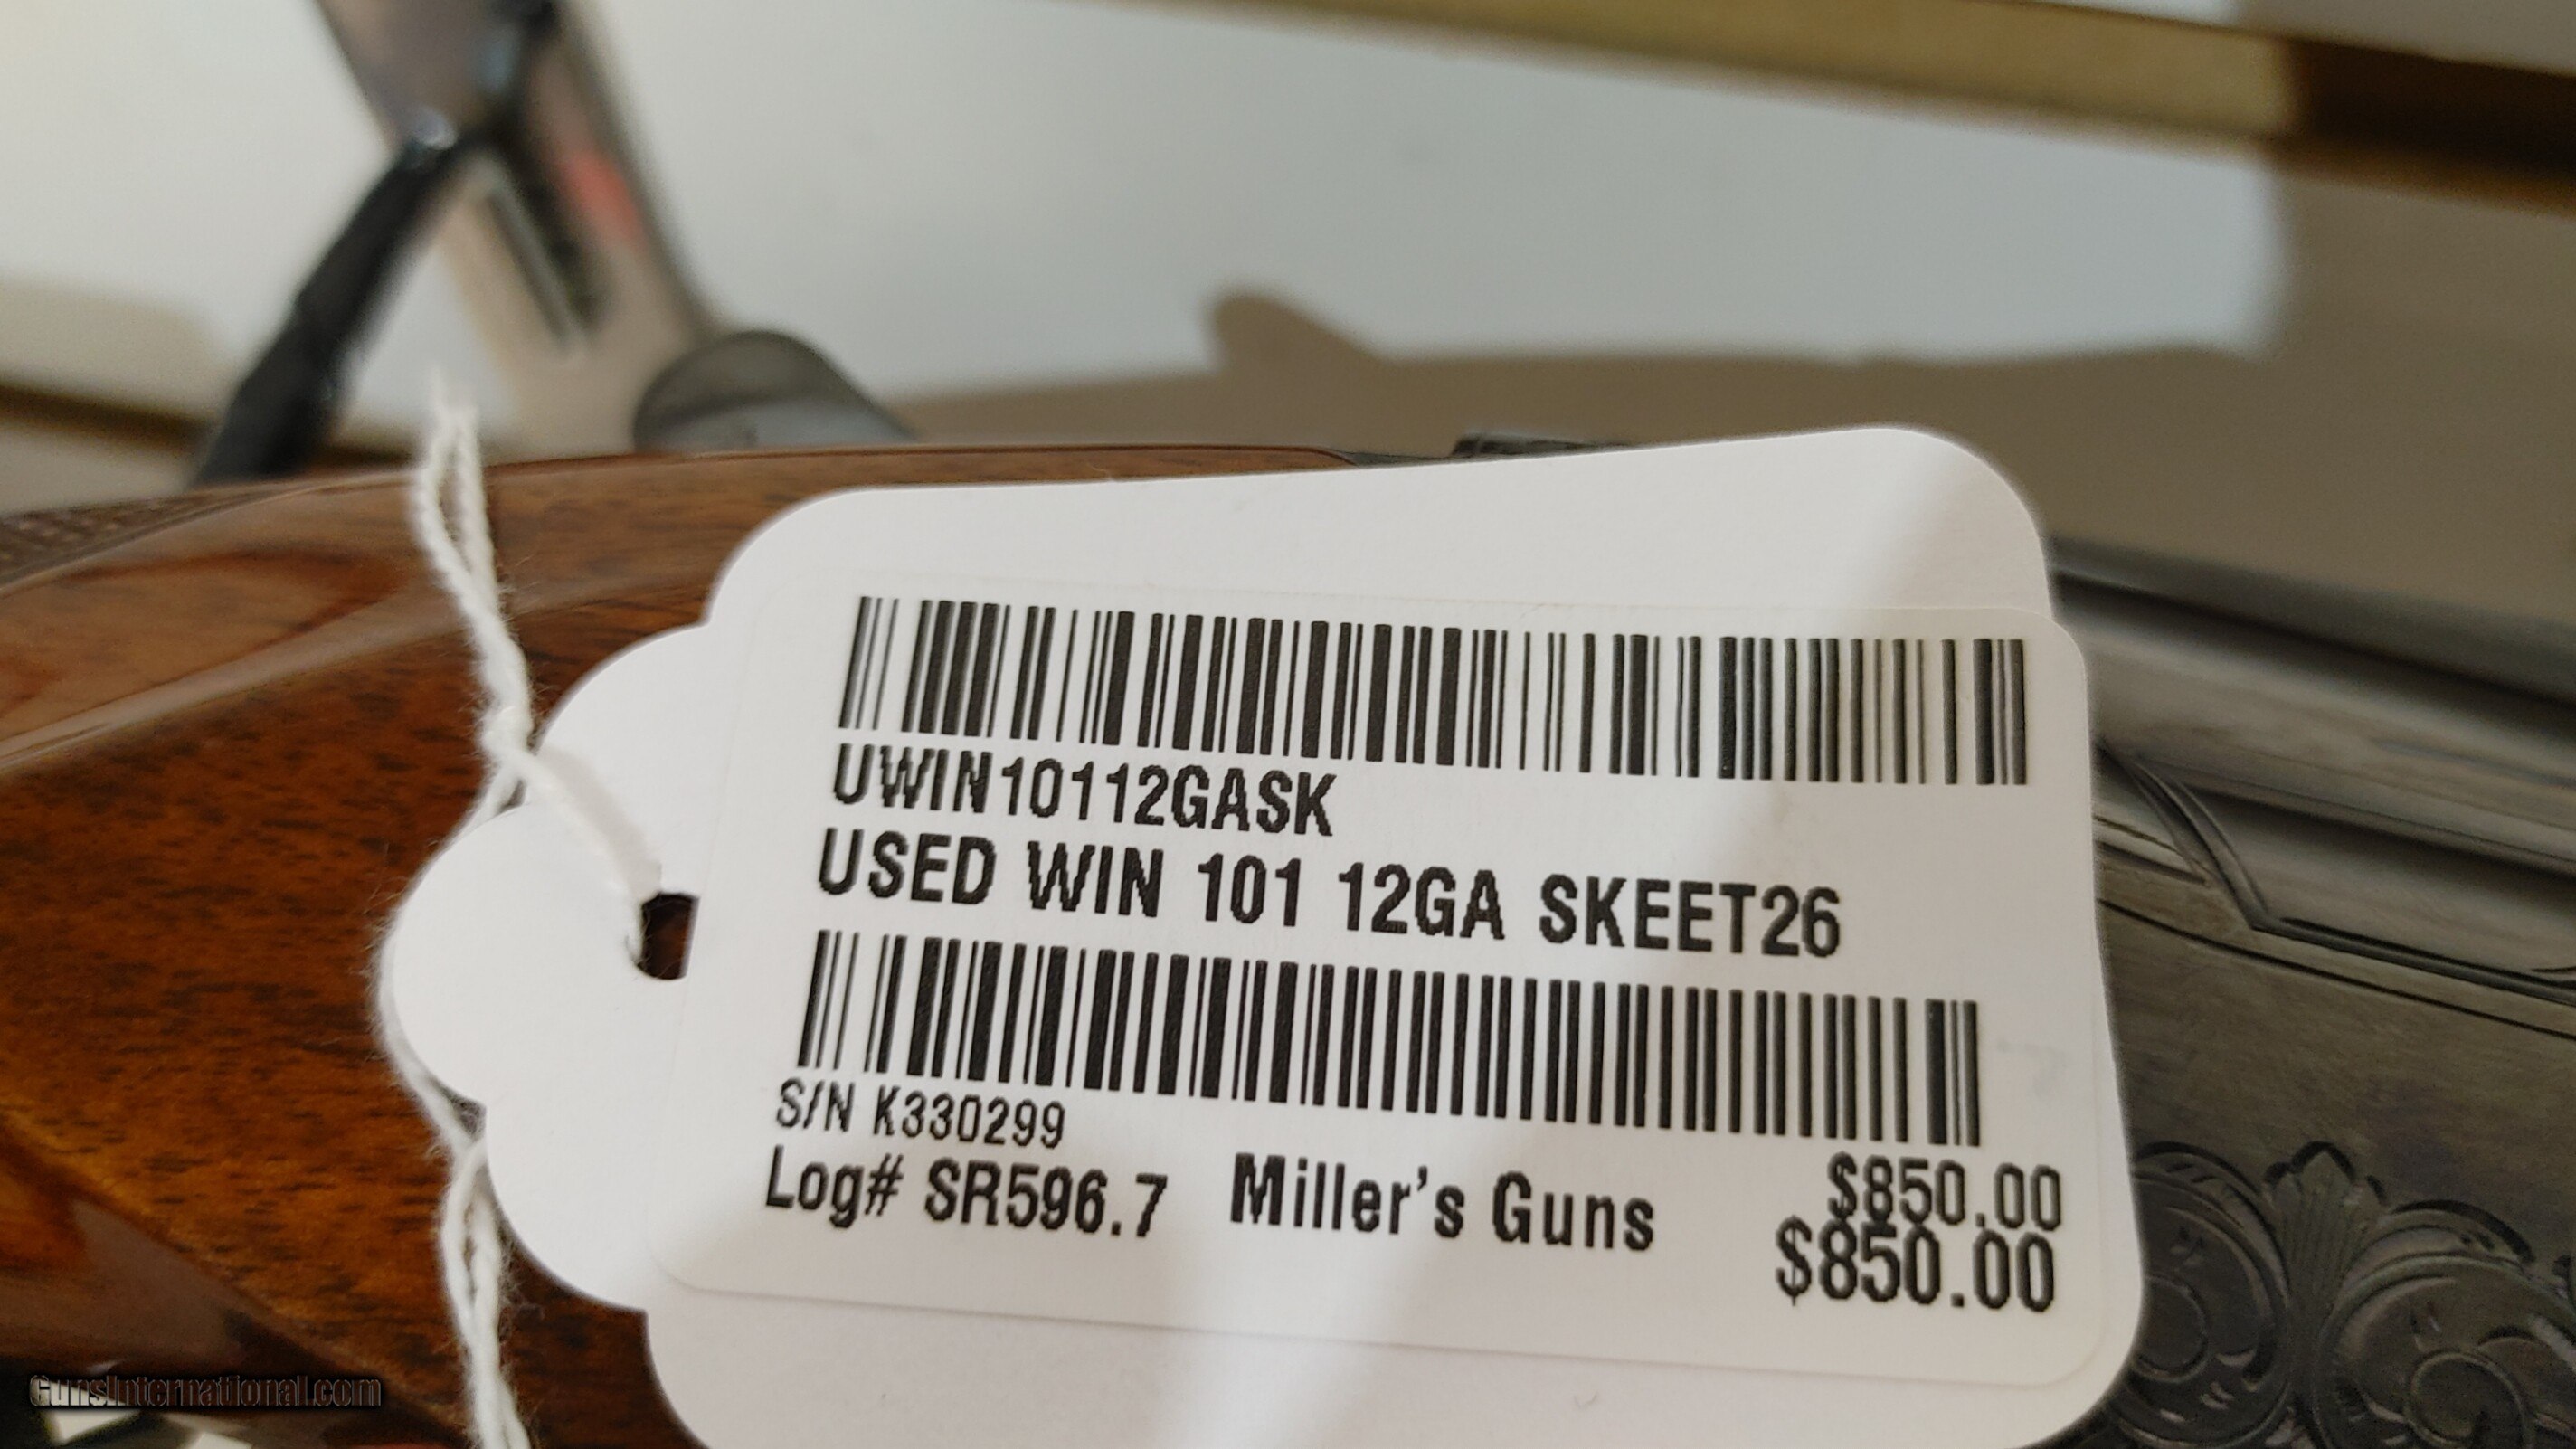 UWIN10112GASK
USED WIN 101 12GA SKEET26
S/N K330299
Log# SR596.7 Miller's Guns $850.00
$850.00
GunsInternational.com